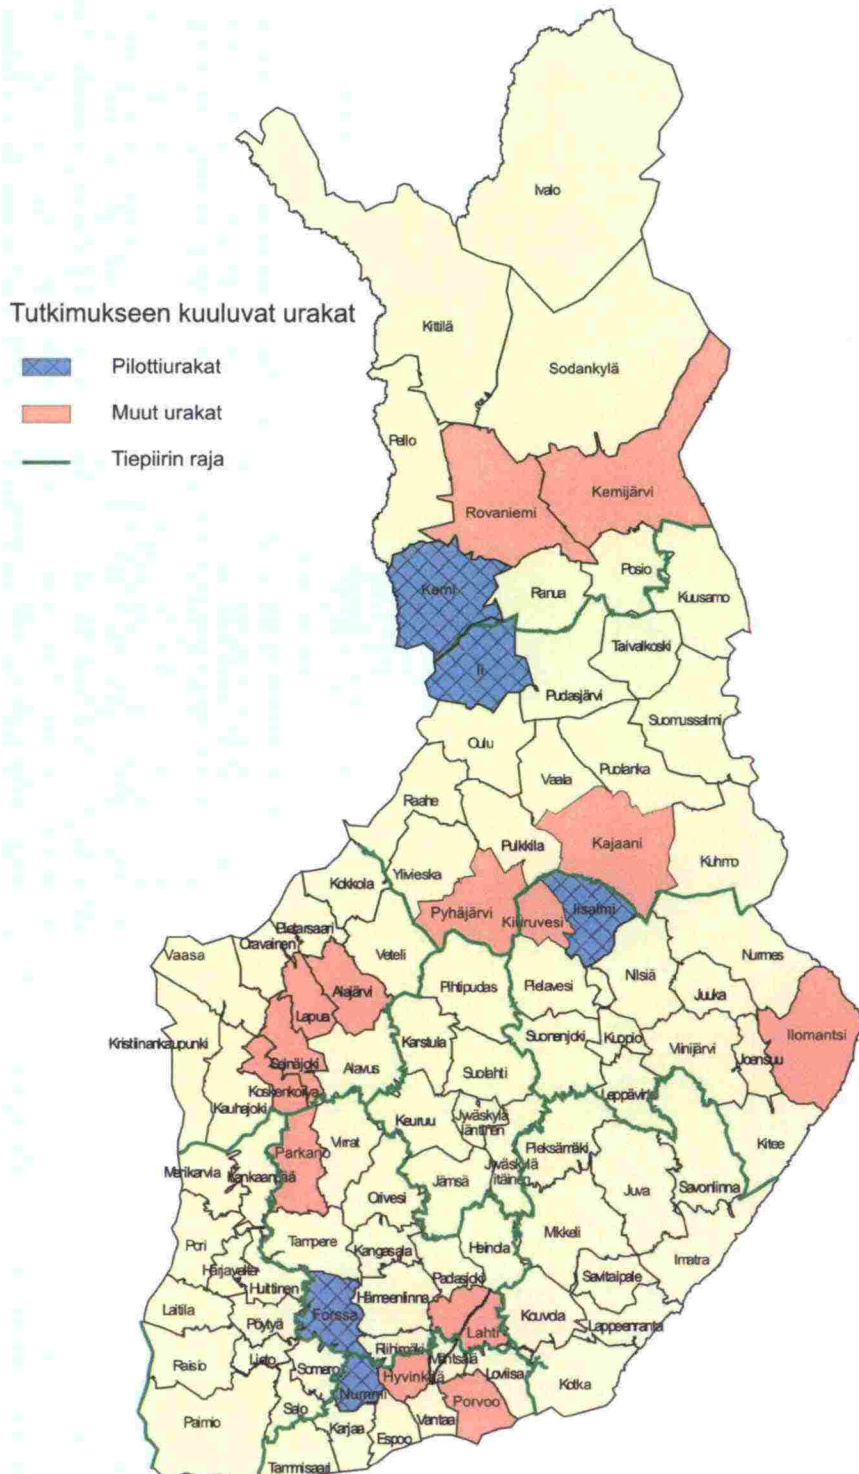 Ivalo
Tutkimukseen kuuluvat urakat
Kittilä
Pilottiurakat
Sodankylä
Muut urakat
Pello
Tiepiirin raja
Kemijärvi
Rovaniemi
Posio
Kemi
Ranua
Kuusamo
Taivalkoski
Ii
Pudasjärvi
Suomussalmi
Oulu
Puolanka
Vaala
Raahe
Kajaani
Pulkkila
Kuhmo
Ylivieska
Kokkola
Pyhäjärvi
Kiuruvesi
Iisalmi
Pietarsaari
Oravainen
Vaasa
Veteli
Nurmes
Nilsiä
Pihtipudas
Pielavesi
Alajärvi
Juuka
Lapua
Ilomantsi
Kristiinankaupunki
Karstula
Suonenjoki
Kuopio
Viinijärvi
Joensuu
Seinäjoki
Alavus
Suolahti
Koskenkorva
Leppävirta
Kauhajoki
Keuruu
Jyväskylä
läntinen
Kitee
Virrat
Parkano
Pieksämäki
Merikarvia
Kankaanpää
Jyväskylä
itäinen
Jämsä
Juva
Savonlinna
Orivesi
Mikkeli
Pori
Tampere
Kangasala
Heinola
Imatra
Harjavalta
Savitaipale
Huittinen
Padasjoki
Hämeenlinna
Laitila
Forssa
Kouvola
Pöytyä
Lappeenranta
Lahti
Riihimäki
Mäntsälä
Raisio
Lieto
Somero
Hyvinkää
Loviisa
Nummi
Kotka
Salo
Porvoo
Paimio
Karjaa
Vantaa
Espoo
Tammisaari